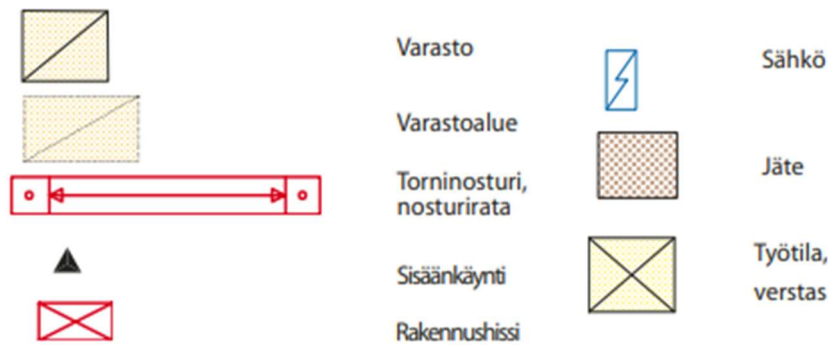 Varasto
Varastoalue
Torninosturi,
nosturirata
Sisäänkäynti
Rakennushissi
Sähkö
Jäte
Työtila,
verstas